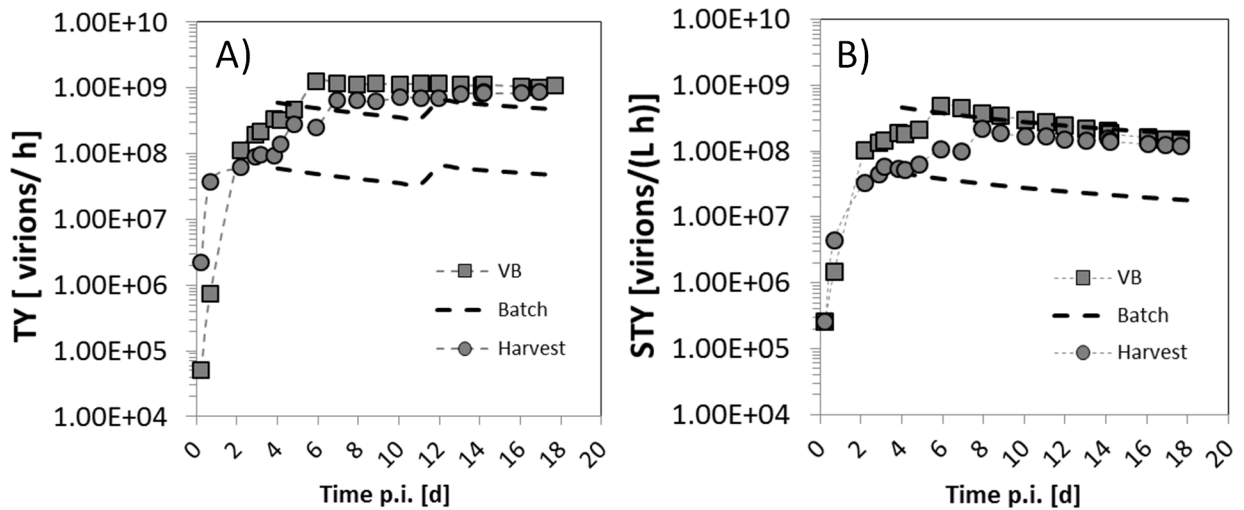 A)
TY [ virions/ h]
1.00E+10
1.00E+09
1.00E+08
1.00E+07
1.00E+06
1.00E+05
1.00E+04
VB
Batch
Harvest
0 2 4 6 8 10 12 14 16 18 20
Time p.i. [d]
B)
STY [virions/(L h)]
1.00E+10
1.00E+09
1.00E+08
1.00E+07
1.00E+06
1.00E+05
1.00E+04
VB
Batch
Harvest
0 2 4 6 8 10 12 14 16 18 20
Time p.i. [d]